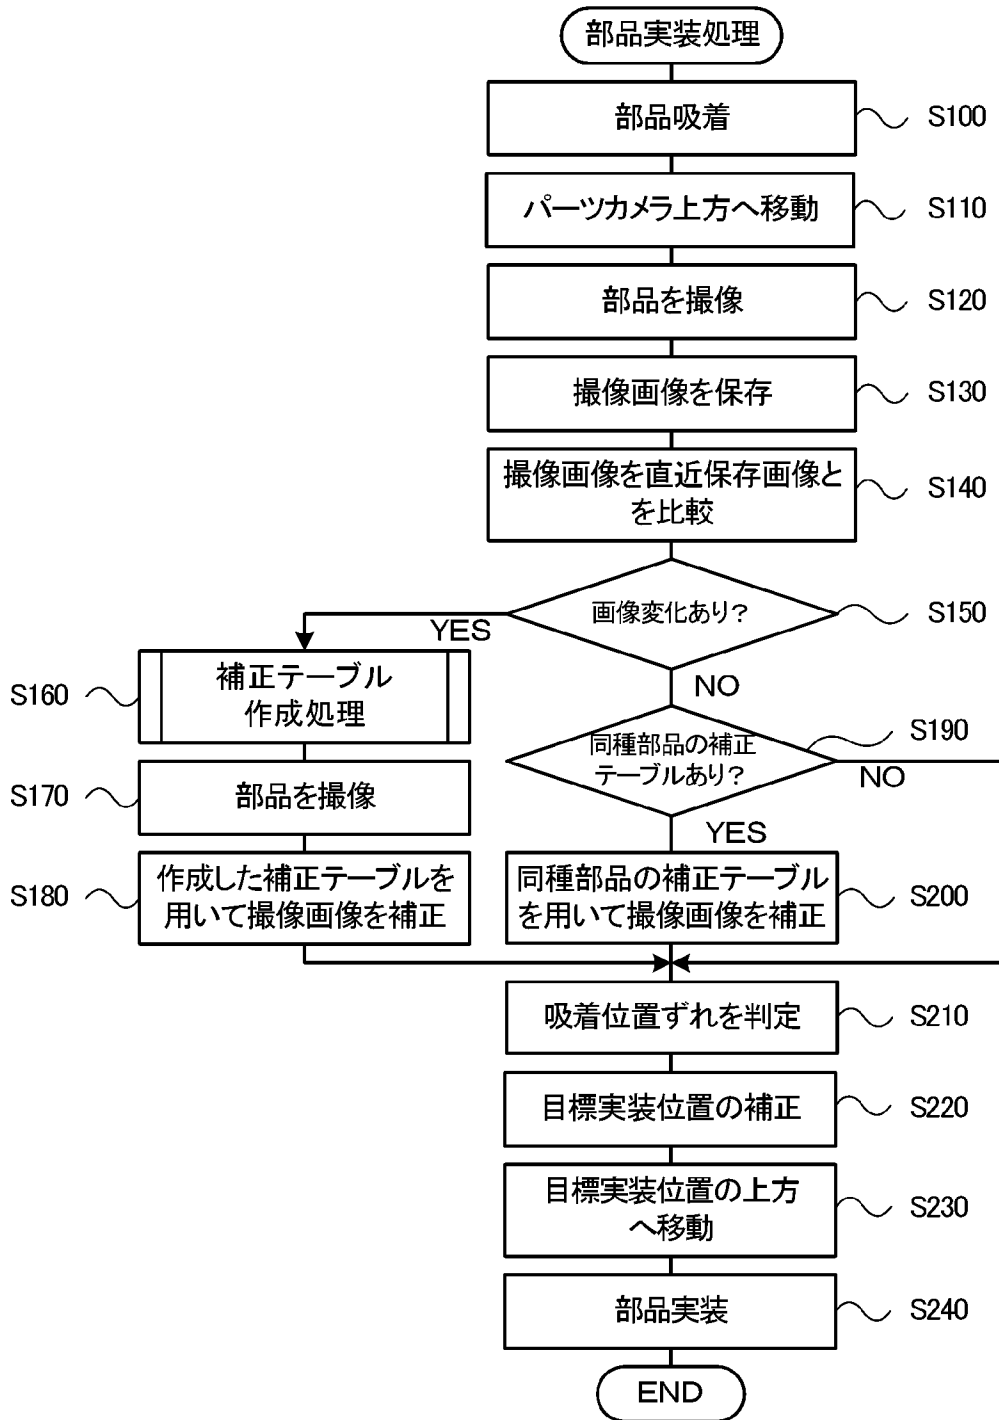 部品実装処理
部品吸着
S100
パーツカメラ上方へ移動
S110
部品を撮像
S120
撮像画像を保存
S130
撮像画像を直近保存画像と
を比較
S140
画像変化あり?
S150
YES
NO
補正テーブル
作成処理
S160
同種部品の補正
テーブルあり?
S190
NO
YES
部品を撮像
S170
作成した補正テーブルを
用いて撮像画像を補正
S180
同種部品の補正テーブル
を用いて撮像画像を補正
S200
吸着位置ずれを判定
S210
目標実装位置の補正
S220
目標実装位置の上方
へ移動
S230
部品実装
S240
END